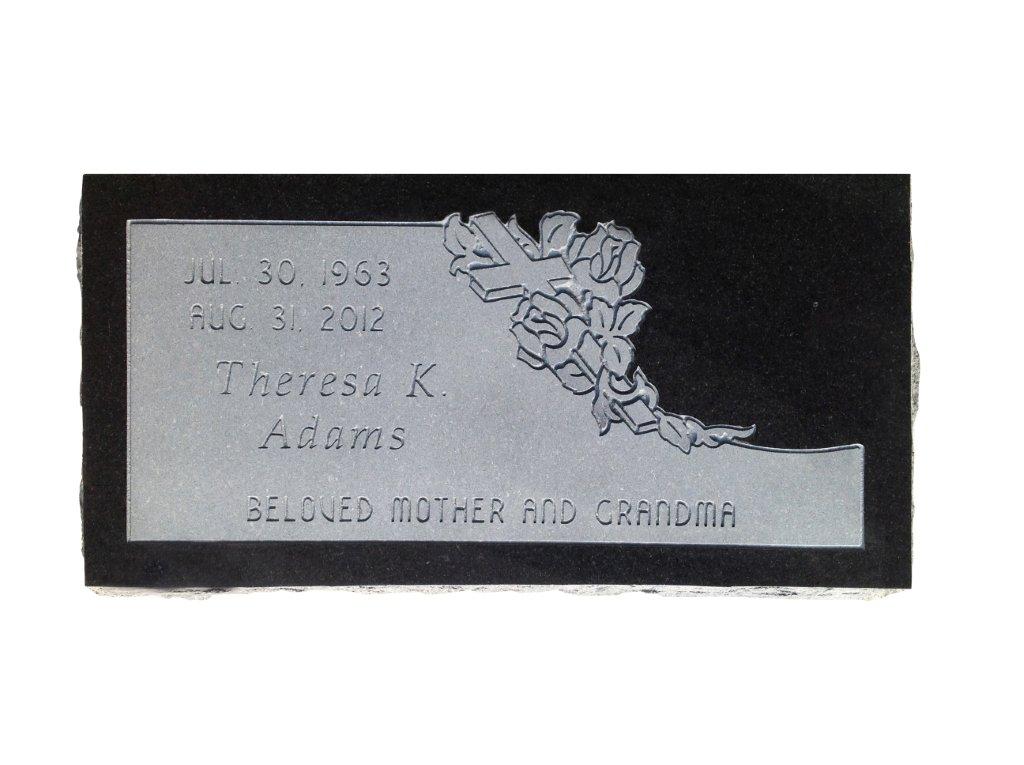 JUL. 30, 1963
AUG. 31, 2012
Theresa K.
Adams
BELOVED MOTHER AND GRANDMA